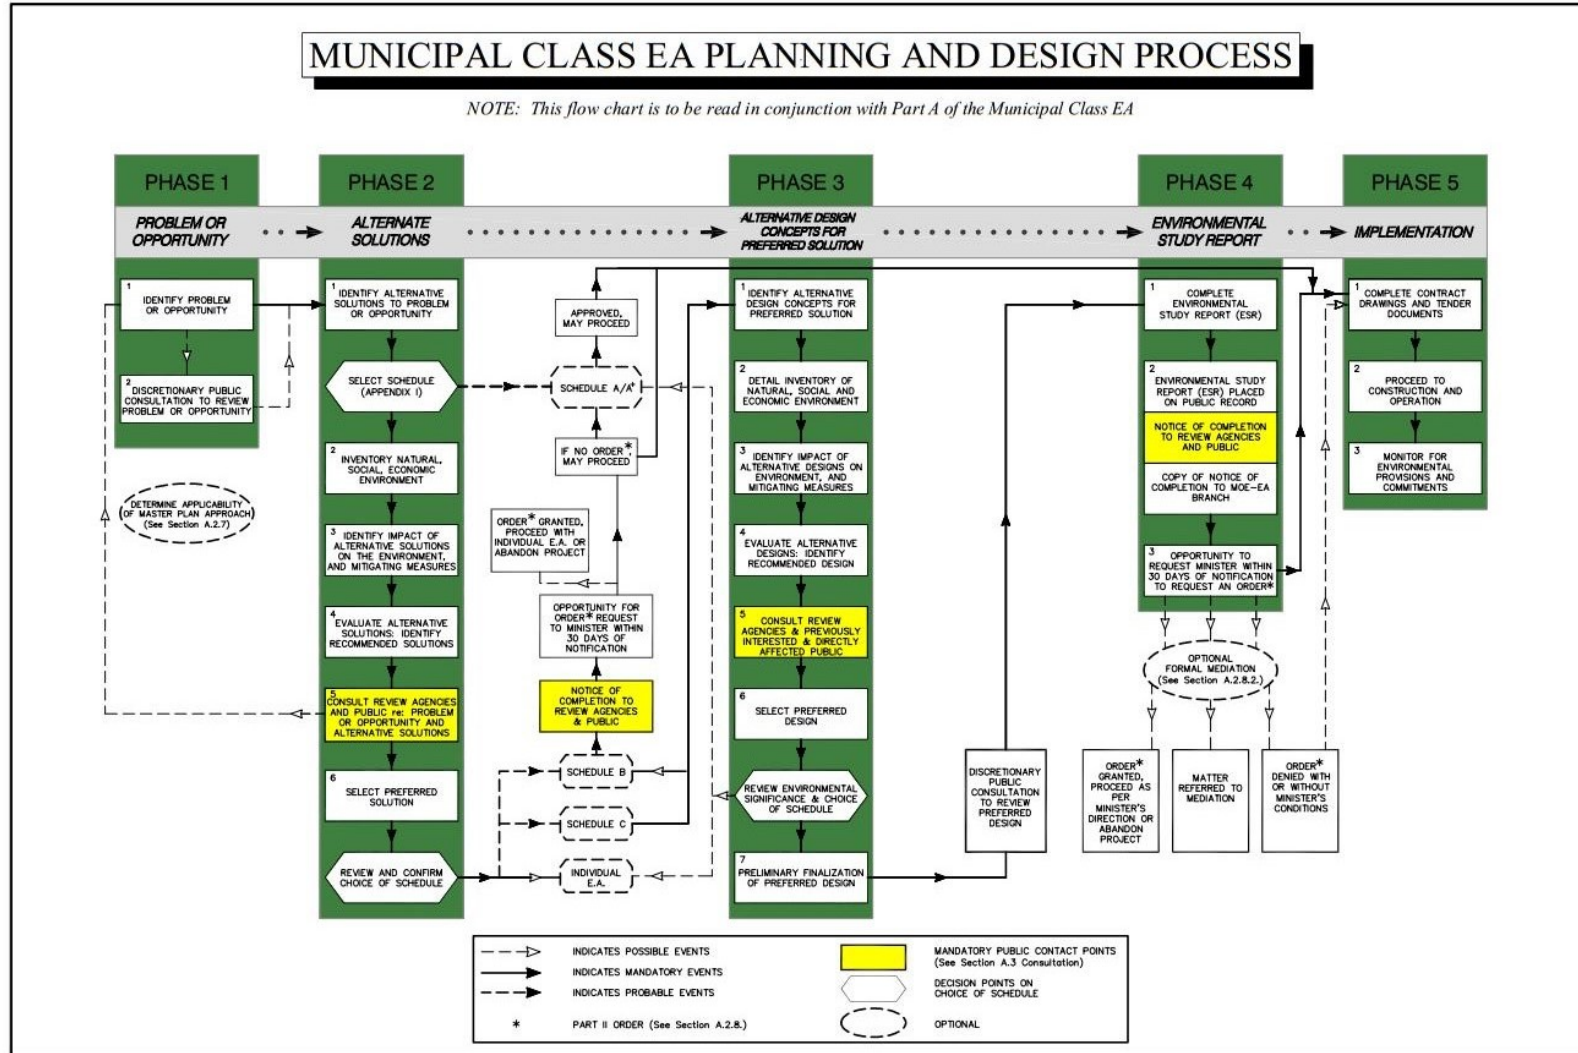 MUNICIPAL CLASS EA PLANNING AND DESIGN PROCESS
NOTE: This flow chart is to be read in conjunction with Part A of the Municipal Class EA
PHASE 1
PHASE 2
PHASE 3
PHASE 4
PHASE 5
PROBLEM OR
OPPORTUNITY
ALTERNATE
SOLUTIONS
ALTERNATIVE DESIGN
CONCEPTS FOR
PREFERRED SOLUTION
ENVIRONMENTAL
STUDY REPORT
IMPLEMENTATION
1
IDENTIFY PROBLEM
OR OPPORTUNITY
2
DISCRETIONARY PUBLIC
CONSULTATION TO REVIEW
PROBLEM OR OPPORTUNITY
DETERMINE APPLICABILITY
OF MASTER PLAN APPROACH
(See Section A.2.7)
1
IDENTIFY ALTERNATIVE
SOLUTIONS TO PROBLEM
OR OPPORTUNITY
SELECT SCHEDULE
(APPENDIX I)
2
INVENTORY NATURAL,
SOCIAL, ECONOMIC
ENVIRONMENT
3
IDENTIFY IMPACT OF
ALTERNATIVE SOLUTIONS
ON THE ENVIRONMENT,
AND MITIGATING MEASURES
4
EVALUATE ALTERNATIVE
SOLUTIONS: IDENTIFY
RECOMMENDED SOLUTIONS
5
CONSULT REVIEW AGENCIES
AND PUBLIC re: PROBLEM
OR OPPORTUNITY AND
ALTERNATIVE SOLUTIONS
6
SELECT PREFERRED
SOLUTION
REVIEW AND CONFIRM
CHOICE OF SCHEDULE
APPROVED,
MAY PROCEED
SCHEDULE A/A+
IF NO ORDER*,
MAY PROCEED
ORDER* GRANTED,
PROCEED WITH
INDIVIDUAL E.A. OR
ABANDON PROJECT
OPPORTUNITY FOR
ORDER* REQUEST
TO MINISTER WITHIN
30 DAYS OF
NOTIFICATION
NOTICE OF
COMPLETION TO
REVIEW AGENCIES
& PUBLIC
SCHEDULE B
SCHEDULE C
INDIVIDUAL
E.A.
1
IDENTIFY ALTERNATIVE
DESIGN CONCEPTS FOR
PREFERRED SOLUTION
2
DETAIL INVENTORY OF
NATURAL, SOCIAL AND
ECONOMIC ENVIRONMENT
3
IDENTIFY IMPACT OF
ALTERNATIVE DESIGNS ON
ENVIRONMENT, AND
MITIGATING MEASURES
4
EVALUATE ALTERNATIVE
DESIGNS: IDENTIFY
RECOMMENDED DESIGN
5
CONSULT REVIEW
AGENCIES & PREVIOUSLY
INTERESTED & DIRECTLY
AFFECTED PUBLIC
6
SELECT PREFERRED
DESIGN
REVIEW ENVIRONMENTAL
SIGNIFICANCE & CHOICE
OF SCHEDULE
7
PRELIMINARY FINALIZATION
OF PREFERRED DESIGN
DISCRETIONARY
PUBLIC
CONSULTATION
TO REVIEW
PREFERRED
DESIGN
1
COMPLETE
ENVIRONMENTAL
STUDY REPORT (ESR)
2
ENVIRONMENTAL STUDY
REPORT (ESR) PLACED
ON PUBLIC RECORD
NOTICE OF COMPLETION
TO REVIEW AGENCIES
AND PUBLIC
COPY OF NOTICE OF
COMPLETION TO MOE-EA
BRANCH
3
OPPORTUNITY TO
REQUEST MINISTER WITHIN
30 DAYS OF NOTIFICATION
TO REQUEST AN ORDER*
OPTIONAL
FORMAL MEDIATION
(See Section A.2.8.2.)
ORDER*
GRANTED,
PROCEED AS
PER
MINISTER'S
DIRECTION OR
ABANDON
PROJECT
MATTER
REFERRED TO
MEDIATION
ORDER*
DENIED WITH
OR WITHOUT
MINISTER'S
CONDITIONS
1
COMPLETE CONTRACT
DRAWINGS AND TENDER
DOCUMENTS
2
PROCEED TO
CONSTRUCTION AND
OPERATION
3
MONITOR FOR
ENVIRONMENTAL
PROVISIONS AND
COMMITMENTS
INDICATES POSSIBLE EVENTS
INDICATES MANDATORY EVENTS
INDICATES PROBABLE EVENTS
* PART II ORDER (See Section A.2.8.)
MANDATORY PUBLIC CONTACT POINTS
(See Section A.3 Consultation)
DECISION POINTS ON
CHOICE OF SCHEDULE
OPTIONAL